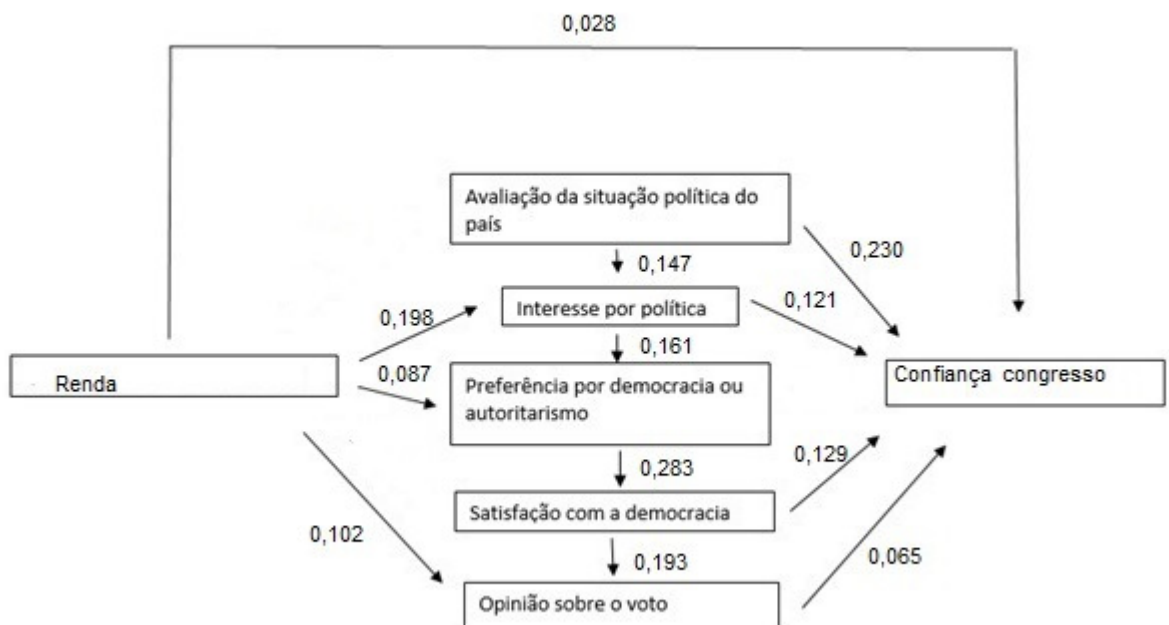 0,028
Avaliação da situação política do
país
0,230
0,147
Interesse por política
0,121
0,198
0,161
Renda
0,087
Preferência por democracia ou
autoritarismo
Confiança congresso
0,283
0,129
Satisfação com a democracia
0,102
0,193
0,065
Opinião sobre o voto